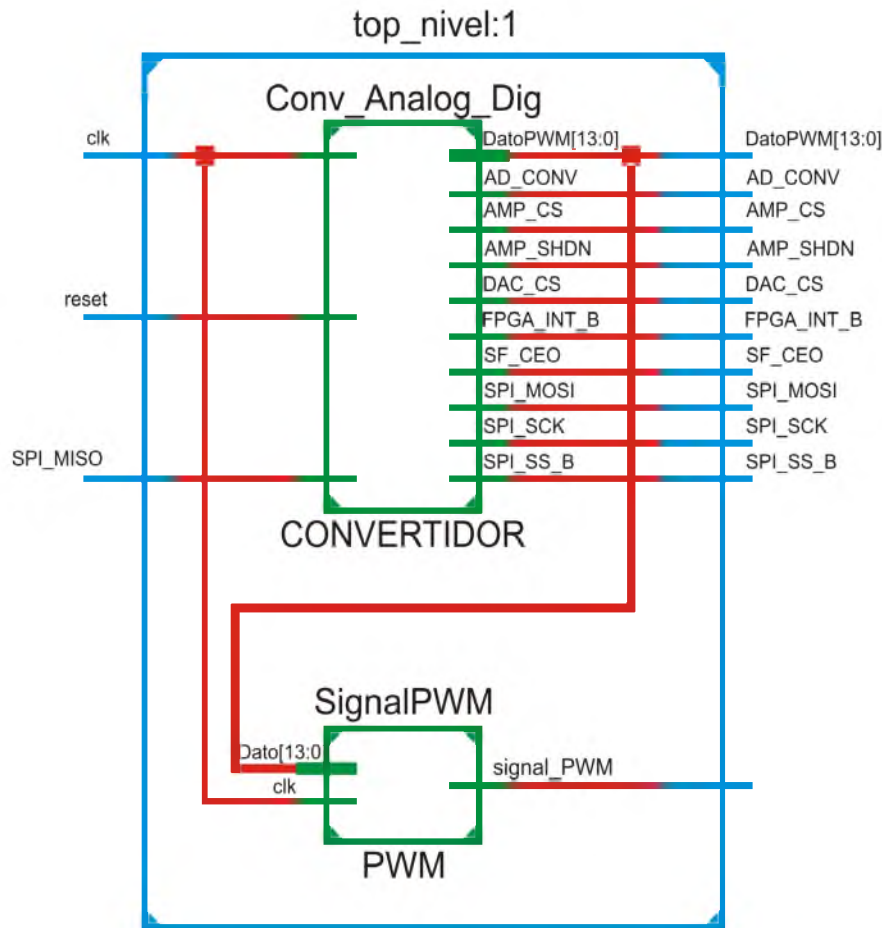 top_nivel:1
Conv_Analog_Dig
clk
DatoPWM[13:0]
DatoPWM[13:0]
AD_CONV
AD_CONV
AMP_CS
AMP_CS
AMP_SHDN
AMP_SHDN
reset
DAC_CS
DAC_CS
FPGA_INT_B
FPGA_INT_B
SF_CEO
SF_CEO
SPI_MOSI
SPI_MOSI
SPI_SCK
SPI_SCK
SPI_MISO
SPI_SS_B
SPI_SS_B
CONVERTIDOR
SignalPWM
Dato[13:0
signal_PWM
clk
PWM